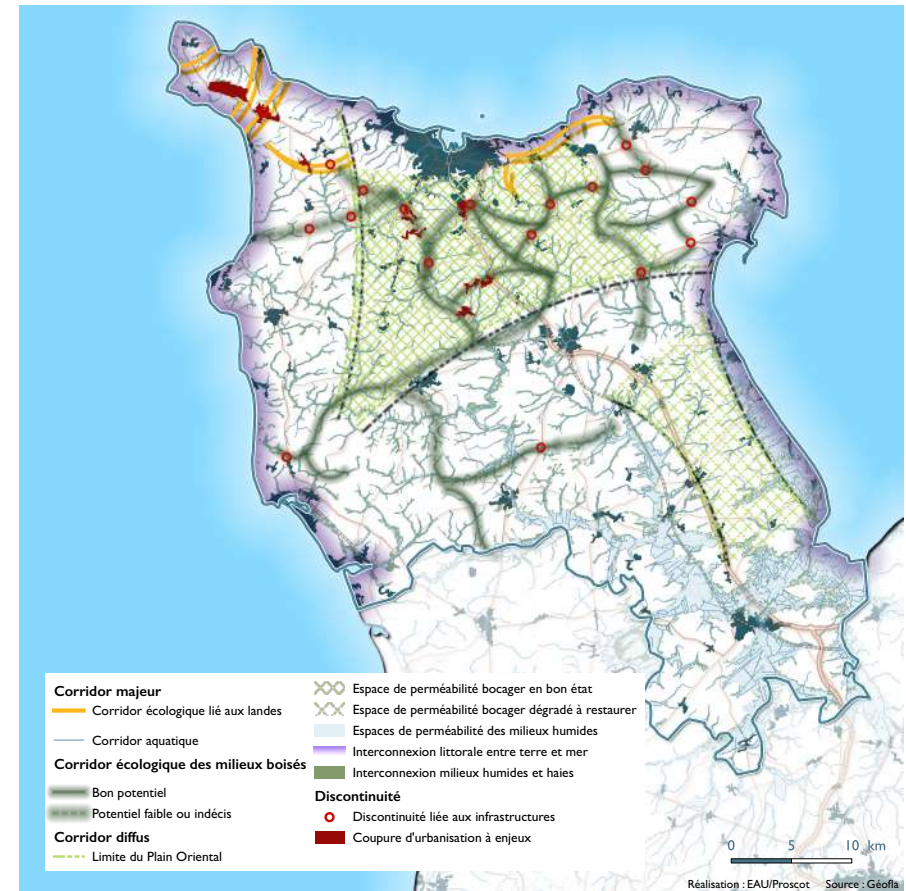 Corridor majeur
Corridor écologique lié aux landes
Corridor aquatique
Corridor écologique des milieux boisés
Bon potentiel
Potentiel faible ou indécis
Corridor diffus
Limite du Plain Oriental
Espace de perméabilité bocager en bon état
Espace de perméabilité bocager dégradé à restaurer
Espaces de perméabilité des milieux humides
Interconnexion littorale entre terre et mer
Interconnexion milieux humides et haies
Discontinuité
Discontinuité liée aux infrastructures
Coupure d'urbanisation à enjeux
0 5 10 km
Réalisation : EAU/Proscot Source : Géofla